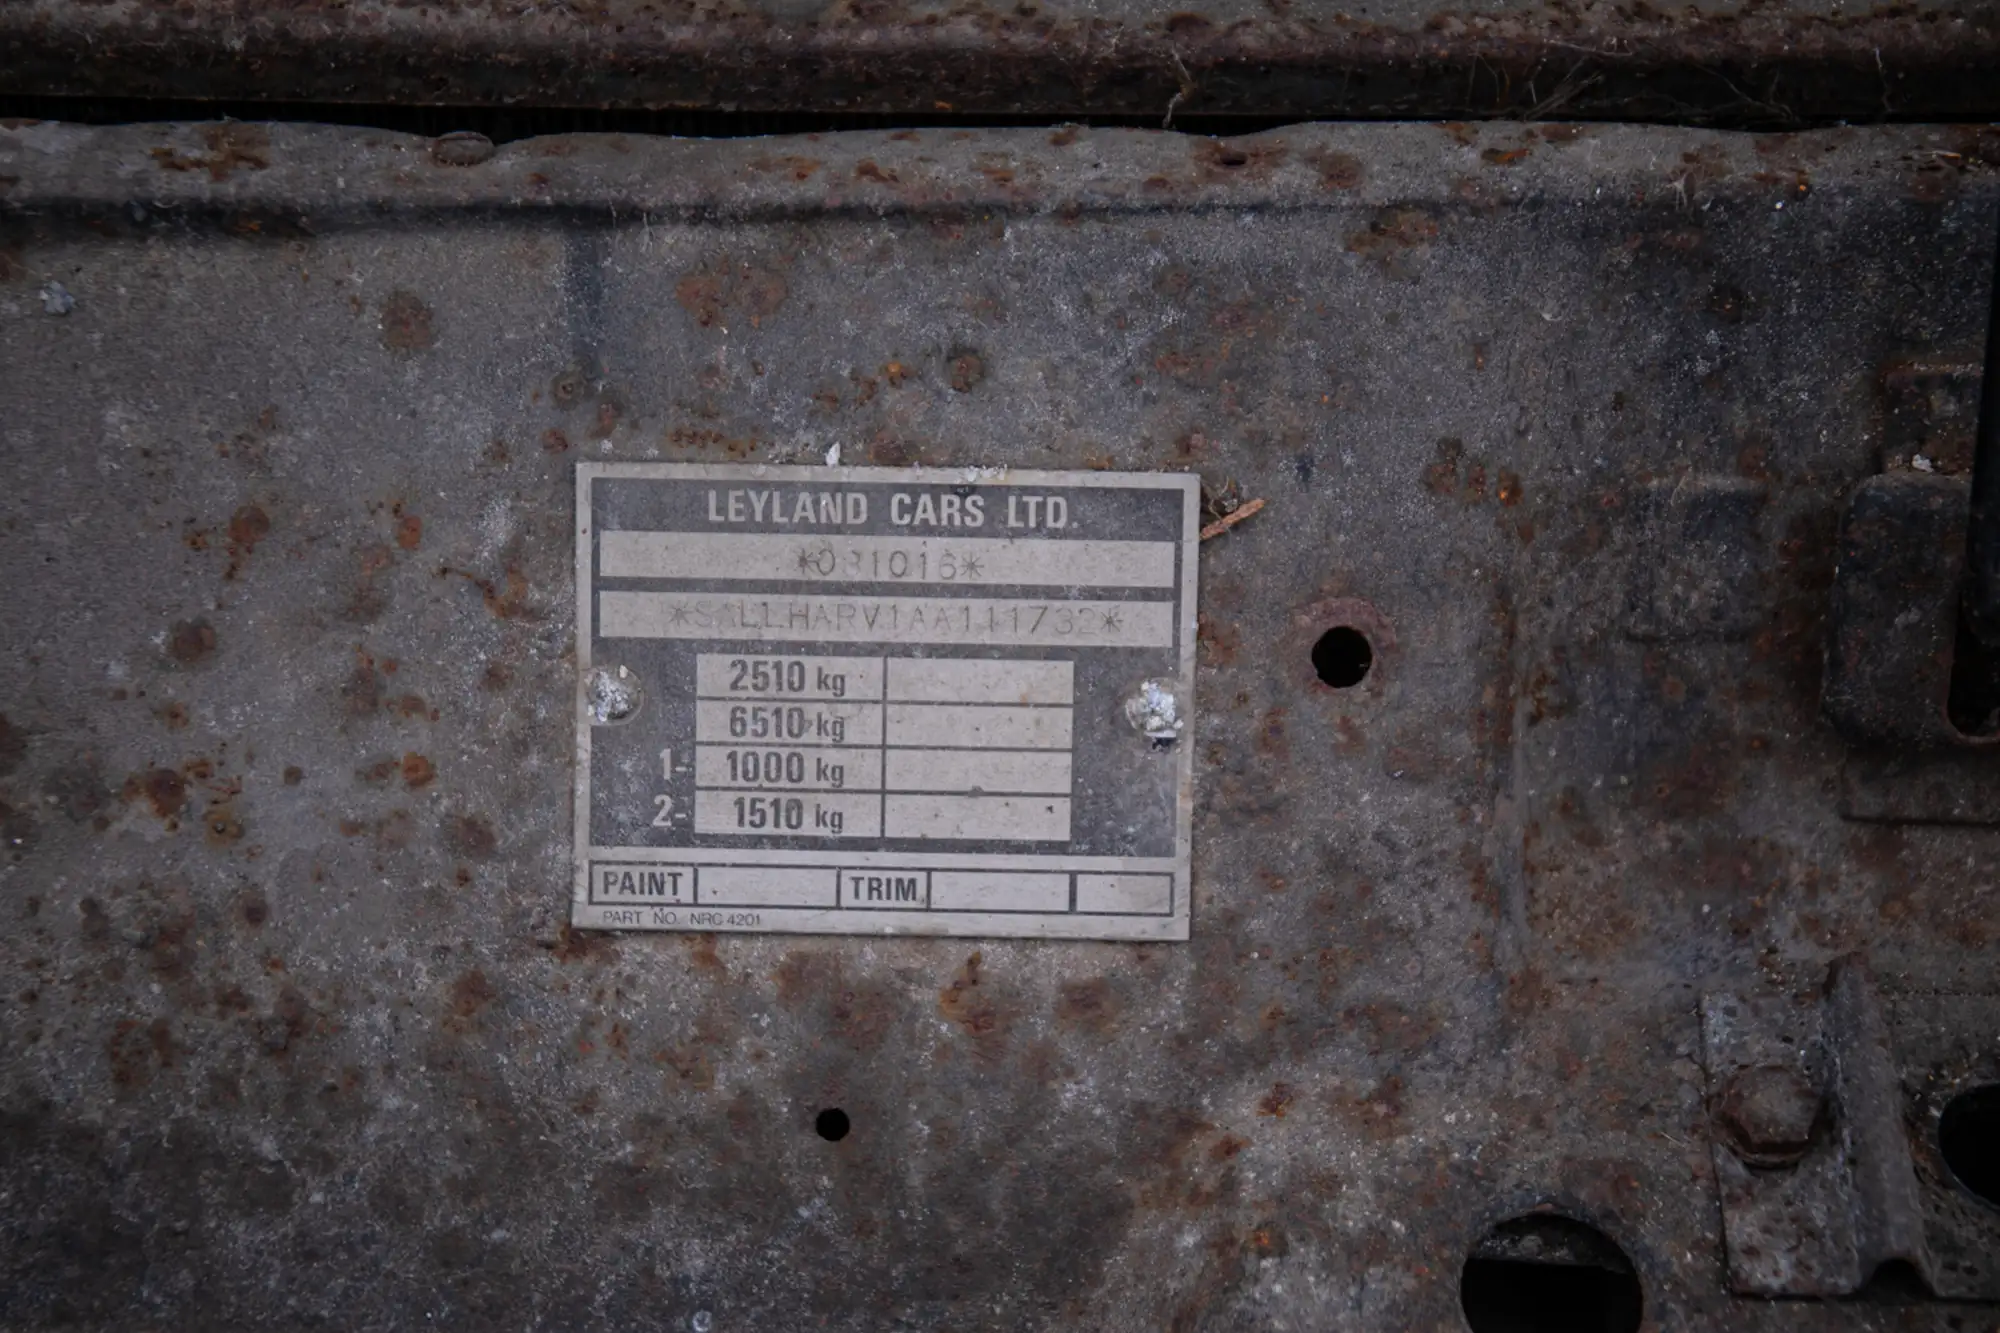 LEYLAND CARS LTD.
*081016*
*SALLHARV1AA111732*
2510 kg
6510 kg
1- 1000 kg
2- 1510 kg
PAINT TRIM
PART NO. NRC 4201